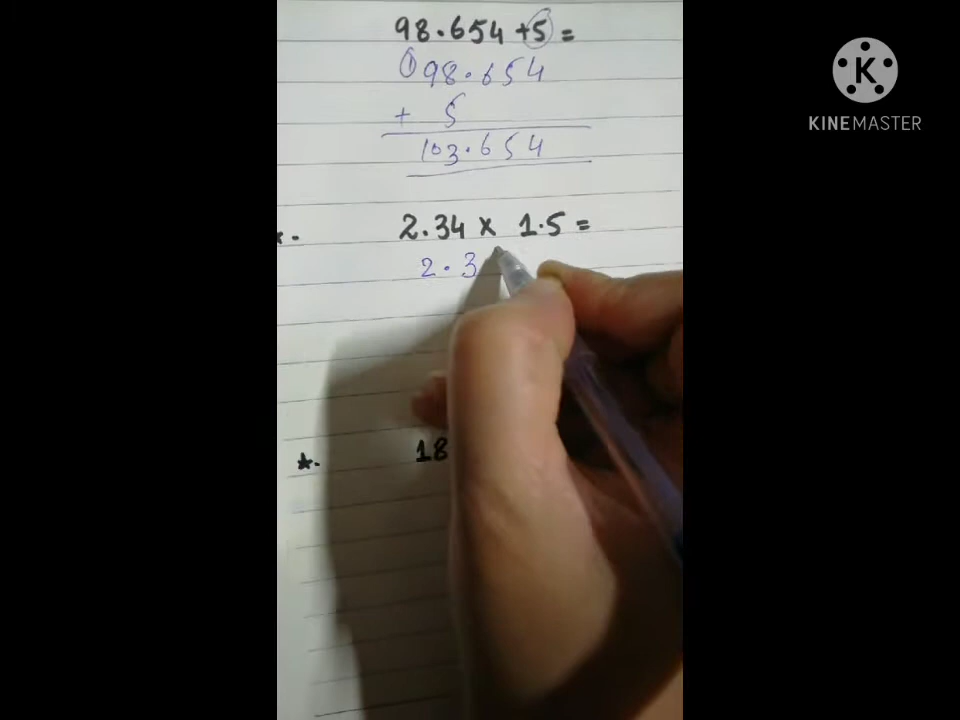 98.654 + 5 =
1 98.654
+ 5
103.654
2.34 x 1.5 =
2.3
★. 18
K
KINEMASTER